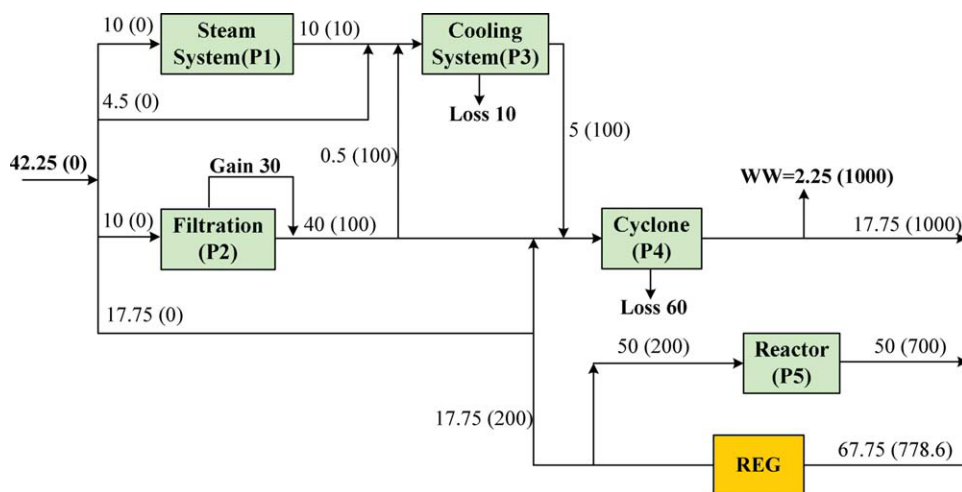 10 (0)
Steam
System(P1)
10 (10)
Cooling
System(P3)
4.5 (0)
Loss 10
5 (100)
0.5 (100)
42.25 (0)
Gain 30
WW=2.25 (1000)
10 (0)
Filtration
(P2)
40 (100)
Cyclone
(P4)
17.75 (1000)
Loss 60
17.75 (0)
50 (200)
Reactor
(P5)
50 (700)
17.75 (200)
REG
67.75 (778.6)